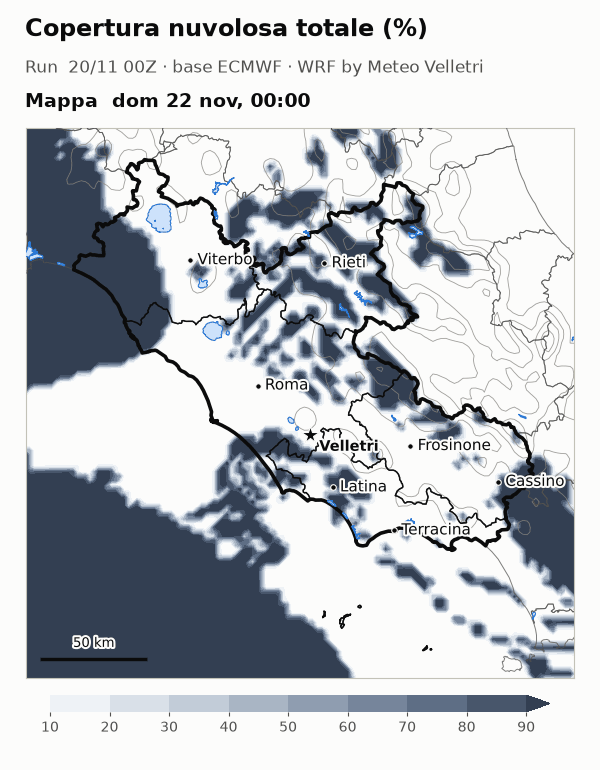 Copertura nuvolosa totale (%)
Run  20/11 00Z · base ECMWF · WRF by Meteo Velletri
Mappa  dom 22 nov, 00:00
Viterbo
Rieti
Roma
Velletri
Frosinone
Cassino
Latina
Terracina
50 km
10 20 30 40 50 60 70 80 90